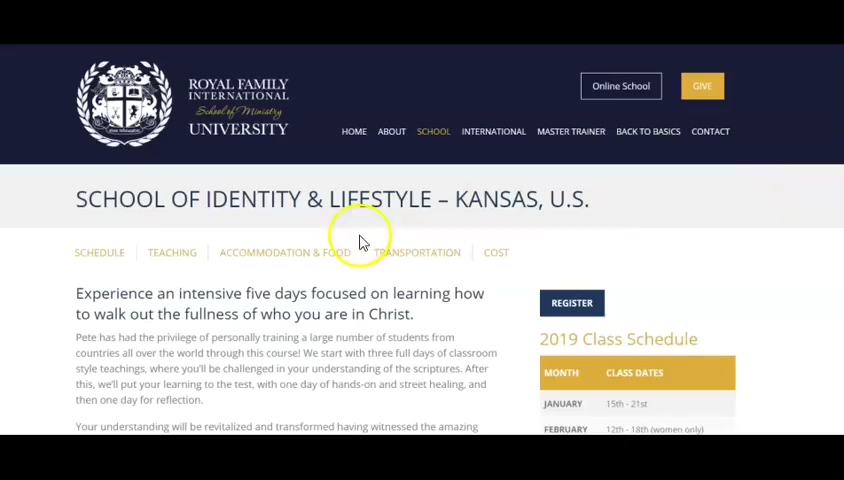 ROYAL FAMILY
INTERNATIONAL
School of Ministry
UNIVERSITY
Online School
GIVE
HOME ABOUT SCHOOL INTERNATIONAL MASTER TRAINER BACK TO BASICS CONTACT
SCHOOL OF IDENTITY & LIFESTYLE – KANSAS, U.S.
SCHEDULE TEACHING ACCOMMODATION & FOOD TRANSPORTATION COST
Experience an intensive five days focused on learning how
to walk out the fullness of who you are in Christ.
Pete has had the privilege of personally training a large number of students from
countries all over the world through this course! We start with three full days of classroom
style teachings, where you'll be challenged in your understanding of the scriptures. After
this, we'll put your learning to the test, with one day of hands-on and street healing, and
then one day for reflection.
Your understanding will be revitalized and transformed having witnessed the amazing
REGISTER
2019 Class Schedule
MONTH CLASS DATES
JANUARY 15th - 21st
FEBRUARY 12th - 18th (women only)